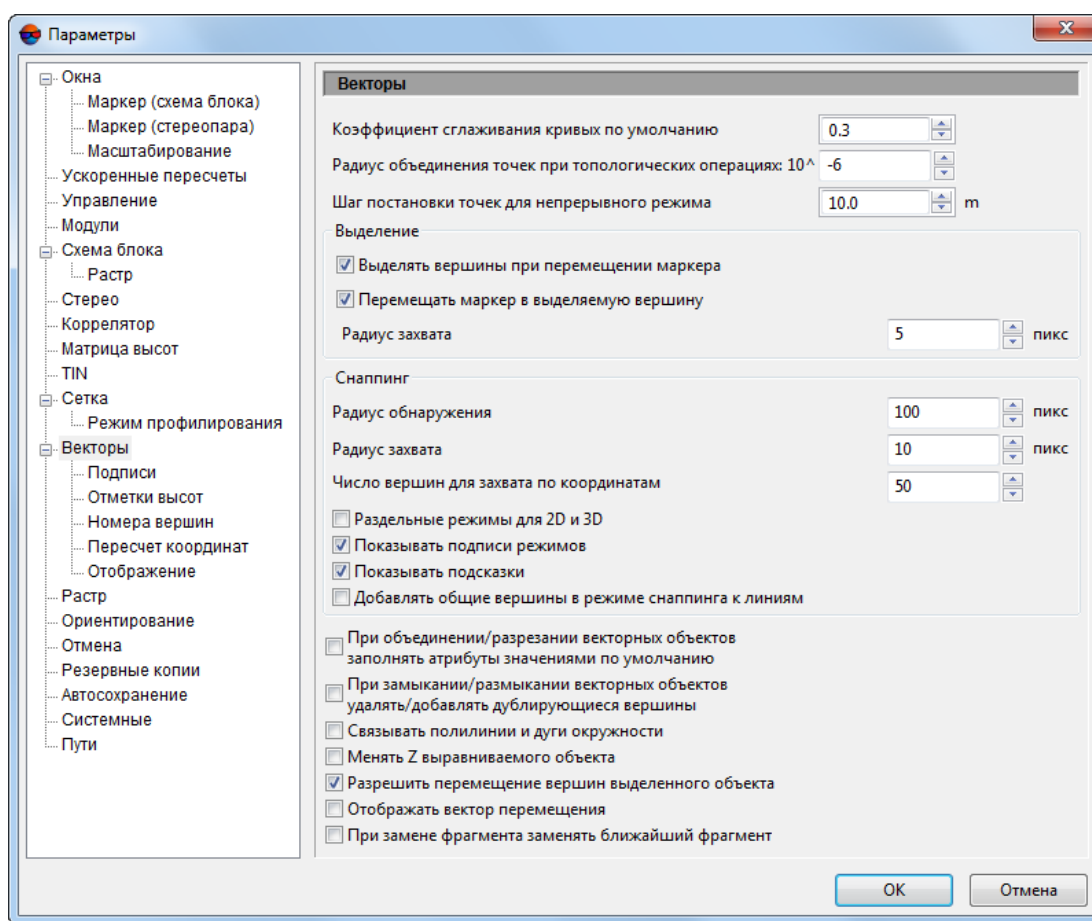 Параметры
Окна
Маркер (схема блока)
Маркер (стереопара)
Масштабирование
Ускоренные пересчеты
Управление
Модули
Схема блока
Растр
Стерео
Коррелятор
Матрица высот
TIN
Сетка
Режим профилирования
Векторы
Подписи
Отметки высот
Номера вершин
Пересчет координат
Отображение
Растр
Ориентирование
Отмена
Резервные копии
Автосохранение
Системные
Пути
Векторы
Коэффициент сглаживания кривых по умолчанию 0.3
Радиус объединения точек при топологических операциях: 10^ -6
Шаг постановки точек для непрерывного режима 10.0 m
Выделение
Выделять вершины при перемещении маркера
Перемещать маркер в выделяемую вершину
Радиус захвата 5 пикс
Снаппинг
Радиус обнаружения 100 пикс
Радиус захвата 10 пикс
Число вершин для захвата по координатам 50
Раздельные режимы для 2D и 3D
Показывать подписи режимов
Показывать подсказки
Добавлять общие вершины в режиме снаппинга к линиям
При объединении/разрезании векторных объектов
заполнять атрибуты значениями по умолчанию
При замыкании/размыкании векторных объектов
удалять/добавлять дублирующиеся вершины
Связывать полилинии и дуги окружности
Менять Z выравниваемого объекта
Разрешить перемещение вершин выделенного объекта
Отображать вектор перемещения
При замене фрагмента заменять ближайший фрагмент
OK Отмена